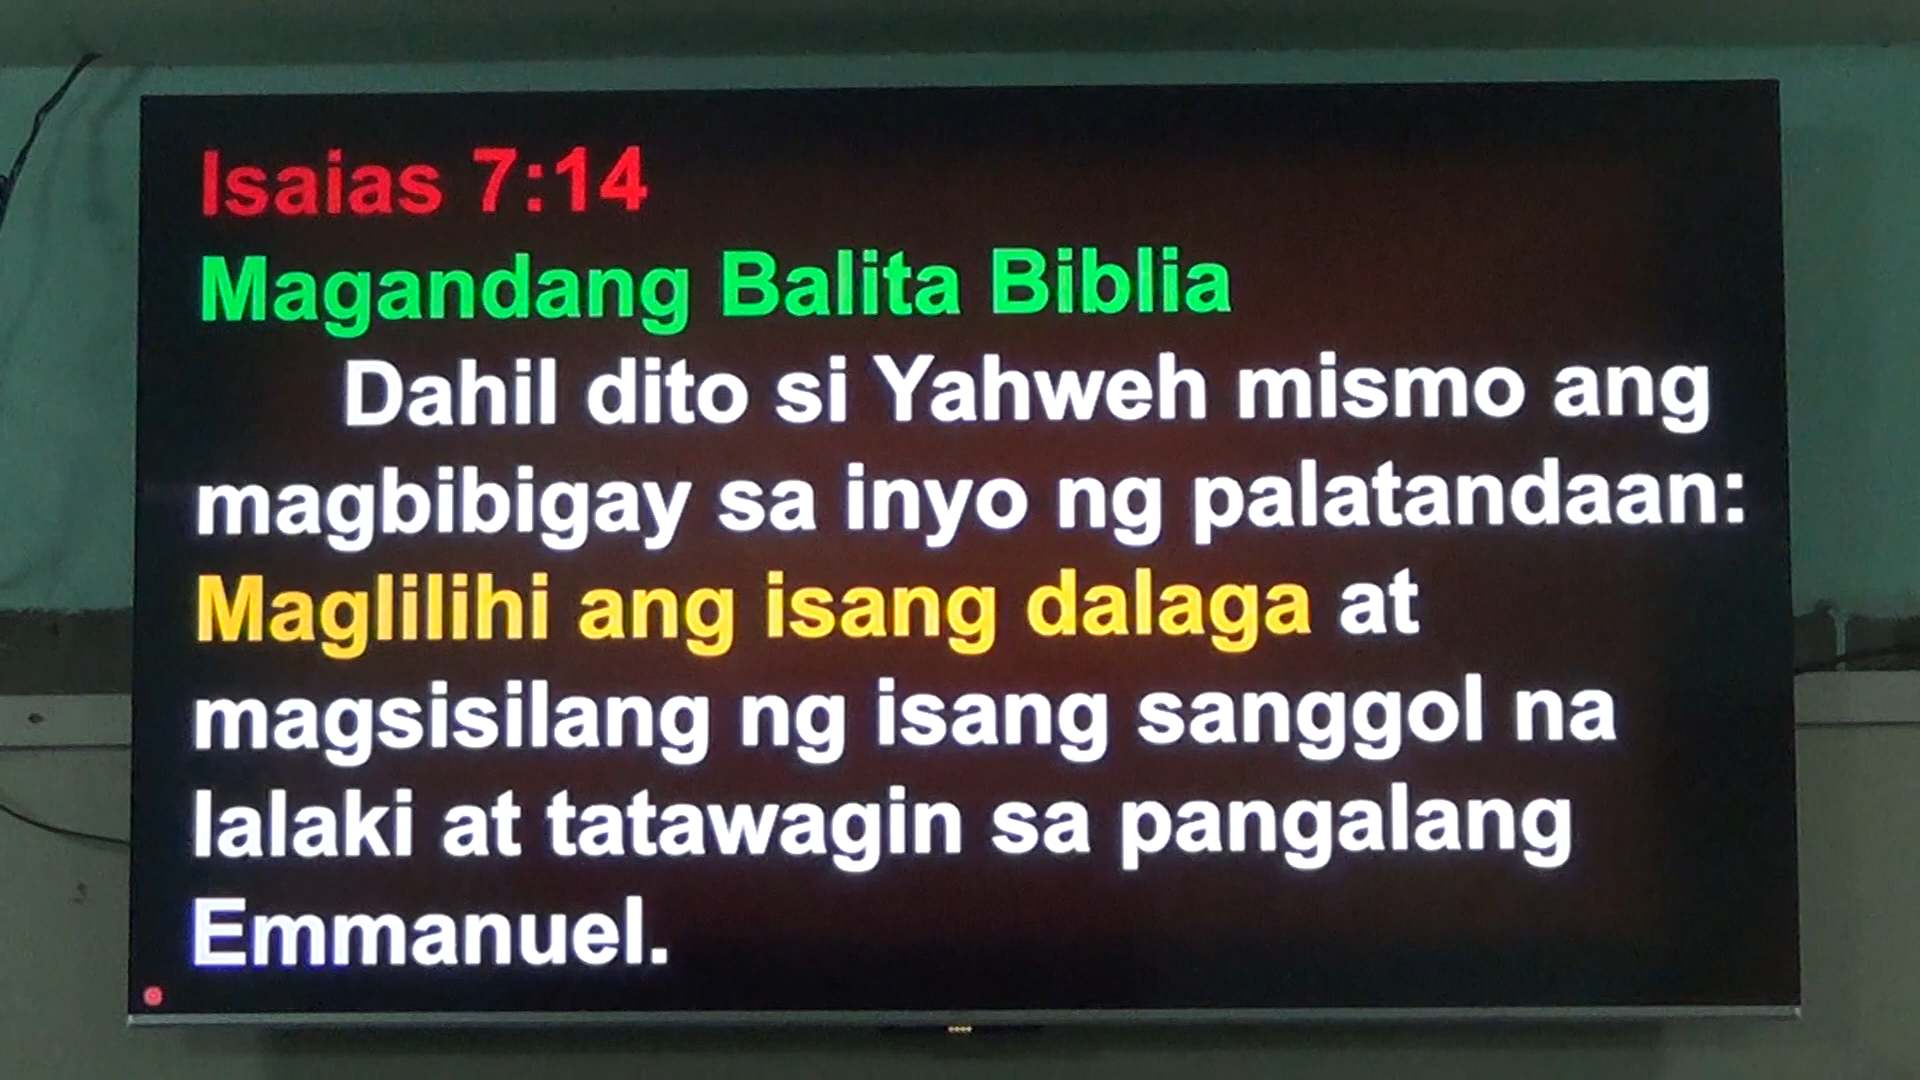 Isaias 7:14
Magandang Balita Biblia
Dahil dito si Yahweh mismo ang
magbibigay sa inyo ng palatandaan:
Maglilihi ang isang dalaga at
magsisilang ng isang sanggol na
lalaki at tatawagin sa pangalang
Emmanuel.